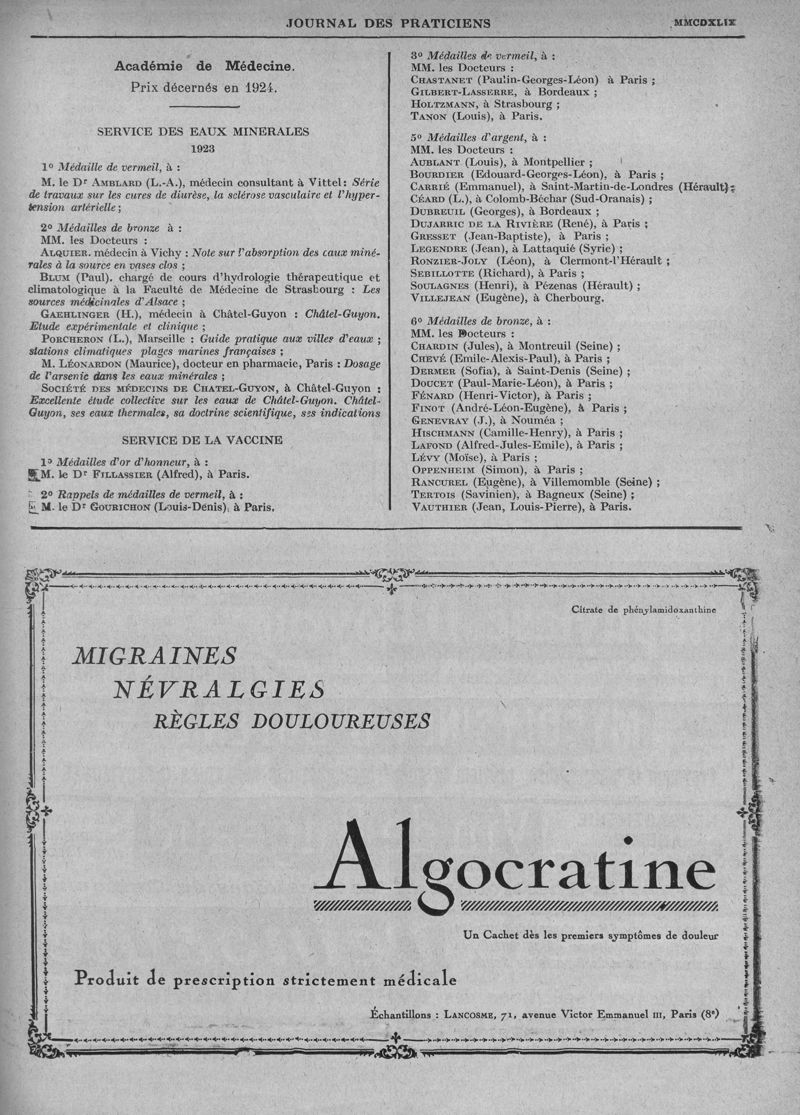 JOURNAL DES PRATICIENS
MMCDXLIX
Académie de Médecine.
Prix décernés en 1924.
SERVICE DES EAUX MINERALES
1923
1º Médaille de vermeil, à :
M. le Dr AMBLARD (L.-A.), médecin consultant à Vittel : Série
de travaux sur les cures de diurèse, la sclérose vasculaire et l'hyper-
tension artérielle ;
2º Médailles de bronze à :
MM. les Docteurs :
ALQUIER. médecin à Vichy : Note sur l'absorption des eaux miné-
rales à la source en vases clos ;
BLUM (Paul). chargé de cours d'hydrologie thérapeutique et
climatologique à la Faculté de Médecine de Strasbourg : Les
sources médicinales d'Alsace ;
GAEHLINGER (H.), médecin à Châtel-Guyon : Châtel-Guyon.
Etude expérimentale et clinique ;
PORCHERON (L.), Marseille : Guide pratique aux villes d'eaux ;
stations climatiques plages marines françaises ;
M. LÉONARDON (Maurice), docteur en pharmacie, Paris : Dosage
de l'arsenic dans les eaux minérales ;
SOCIÉTÉ DES MÉDECINS DE CHATEL-GUYON, à Châtel-Guyon :
Excellente étude collective sur les eaux de Châtel-Guyon. Châtel-
Guyon, ses eaux thermales, sa doctrine scientifique, ses indications
SERVICE DE LA VACCINE
1º Médailles d'or d'honneur, à :
M. le Dr FILLASSIER (Alfred), à Paris.
2º Rappels de médailles de vermeil, à :
M. le Dr GOURICHON (Louis-Denis), à Paris.
3º Médailles de vermeil, à :
MM. les Docteurs :
CHASTANET (Paulin-Georges-Léon) à Paris ;
GILBERT-LASSERRE, à Bordeaux ;
HOLTZMANN, à Strasbourg ;
TANON (Louis), à Paris.
5º Médailles d'argent, à :
MM. les Docteurs :
AUBLANT (Louis), à Montpellier ;
BOURDIER (Edouard-Georges-Léon), à Paris ;
CARRIÉ (Emmanuel), à Saint-Martin-de-Londres (Hérault) ;
CÉARD (L.), à Colomb-Béchar (Sud-Oranais) ;
DUBREUIL (Georges), à Bordeaux ;
DUJARRIC DE LA RIVIÈRE (René), à Paris ;
GRESSET (Jean-Baptiste), à Paris ;
LEGENDRE (Jean), à Lattaquié (Syrie) ;
RONZIER-JOLY (Léon), à Clermont-l'Hérault ;
SEBILLOTTE (Richard), à Paris ;
SOULAGNES (Henri), à Pézenas (Hérault) ;
VILLEJEAN (Eugène), à Cherbourg.
6º Médailles de bronze, à :
MM. les Docteurs :
CHARDIN (Jules), à Montreuil (Seine) ;
CHEVÉ (Emile-Alexis-Paul), à Paris ;
DERMER (Sofia), à Saint-Denis (Seine) ;
DOUCET (Paul-Marie-Léon), à Paris ;
FÉNARD (Henri-Victor), à Paris ;
FINOT (André-Léon-Eugène), à Paris ;
GENEVRAY (J.), à Nouméa ;
HISCHMANN (Camille-Henry), à Paris ;
LAFOND (Alfred-Jules-Emile), à Paris ;
LÉVY (Moïse), à Paris ;
OPPENHEIM (Simon), à Paris ;
RANCUREL (Eugène), à Villemomble (Seine) ;
TERTOIS (Savinien), à Bagneux (Seine) ;
VAUTHIER (Jean, Louis-Pierre), à Paris.
Citrate de phénylamidoxanthine
MIGRAINES
NÉVRALGIES
RÈGLES DOULOUREUSES
Algocratine
Un Cachet dès les premiers symptômes de douleur
Produit de prescription strictement médicale
Échantillons : LANCOSME, 71, avenue Victor Emmanuel III, Paris (8e)